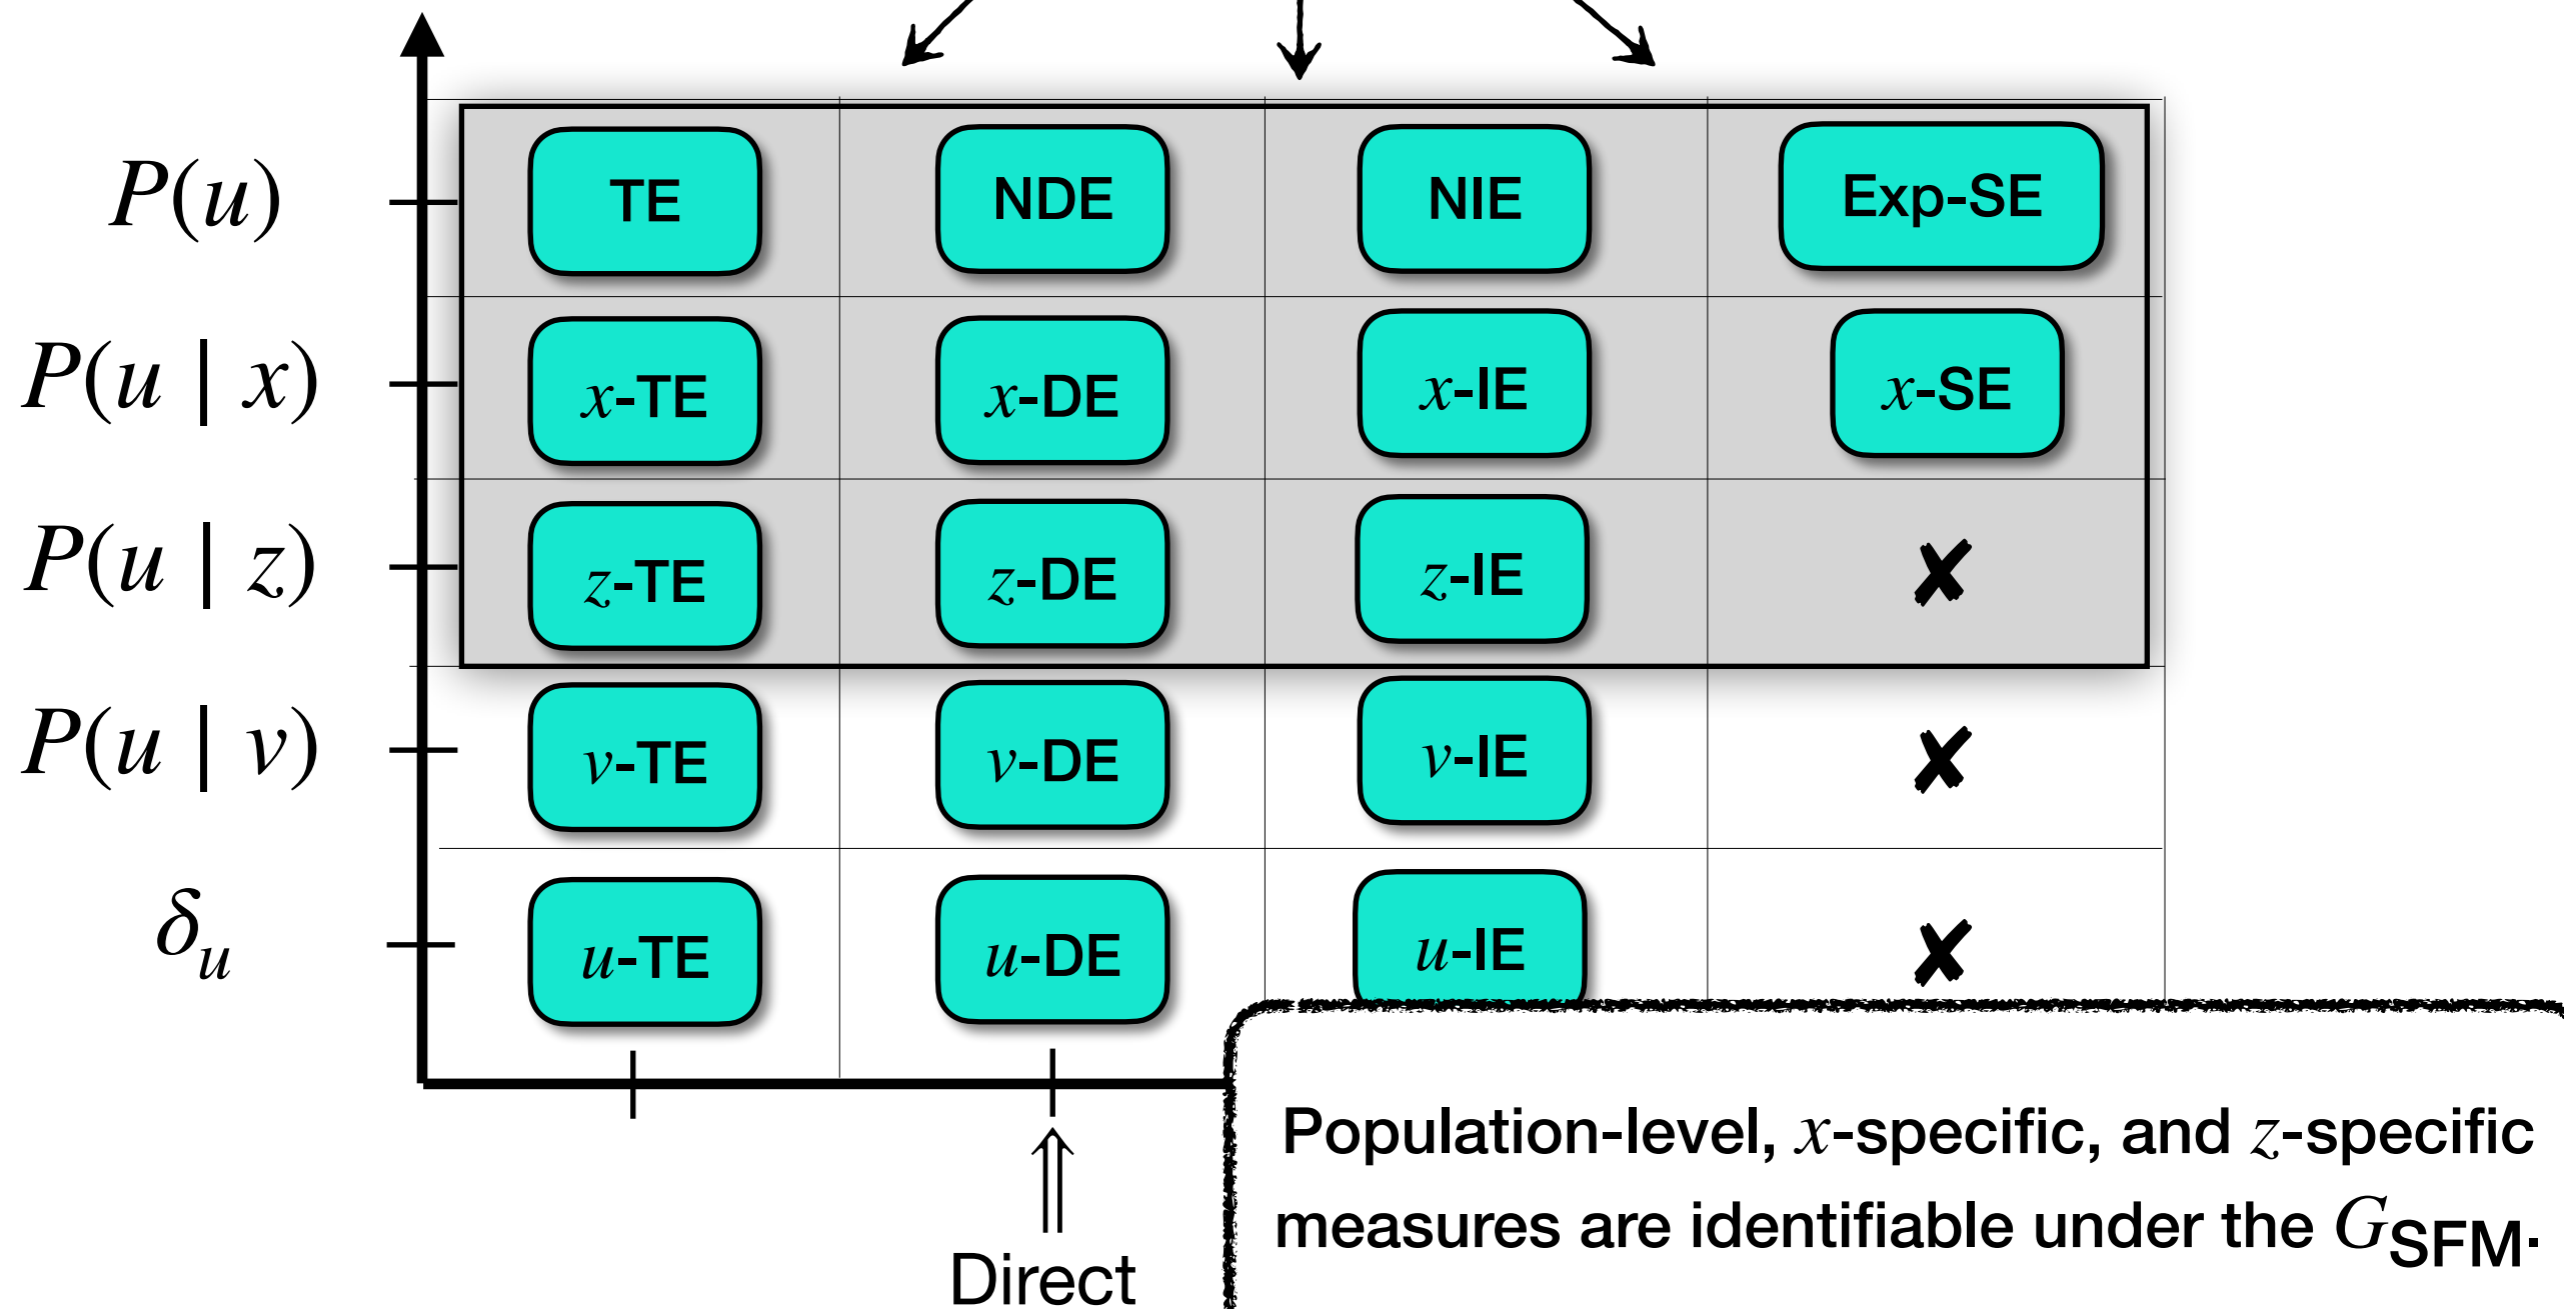 P(u) TE NDE NIE Exp-SE
P(u | x) x-TE x-DE x-IE x-SE
P(u | z) z-TE z-DE z-IE ✘
P(u | v) v-TE v-DE v-IE ✘
δu u-TE u-DE u-IE ✘
Direct
Population-level, x-specific, and z-specific
measures are identifiable under the GSFM.